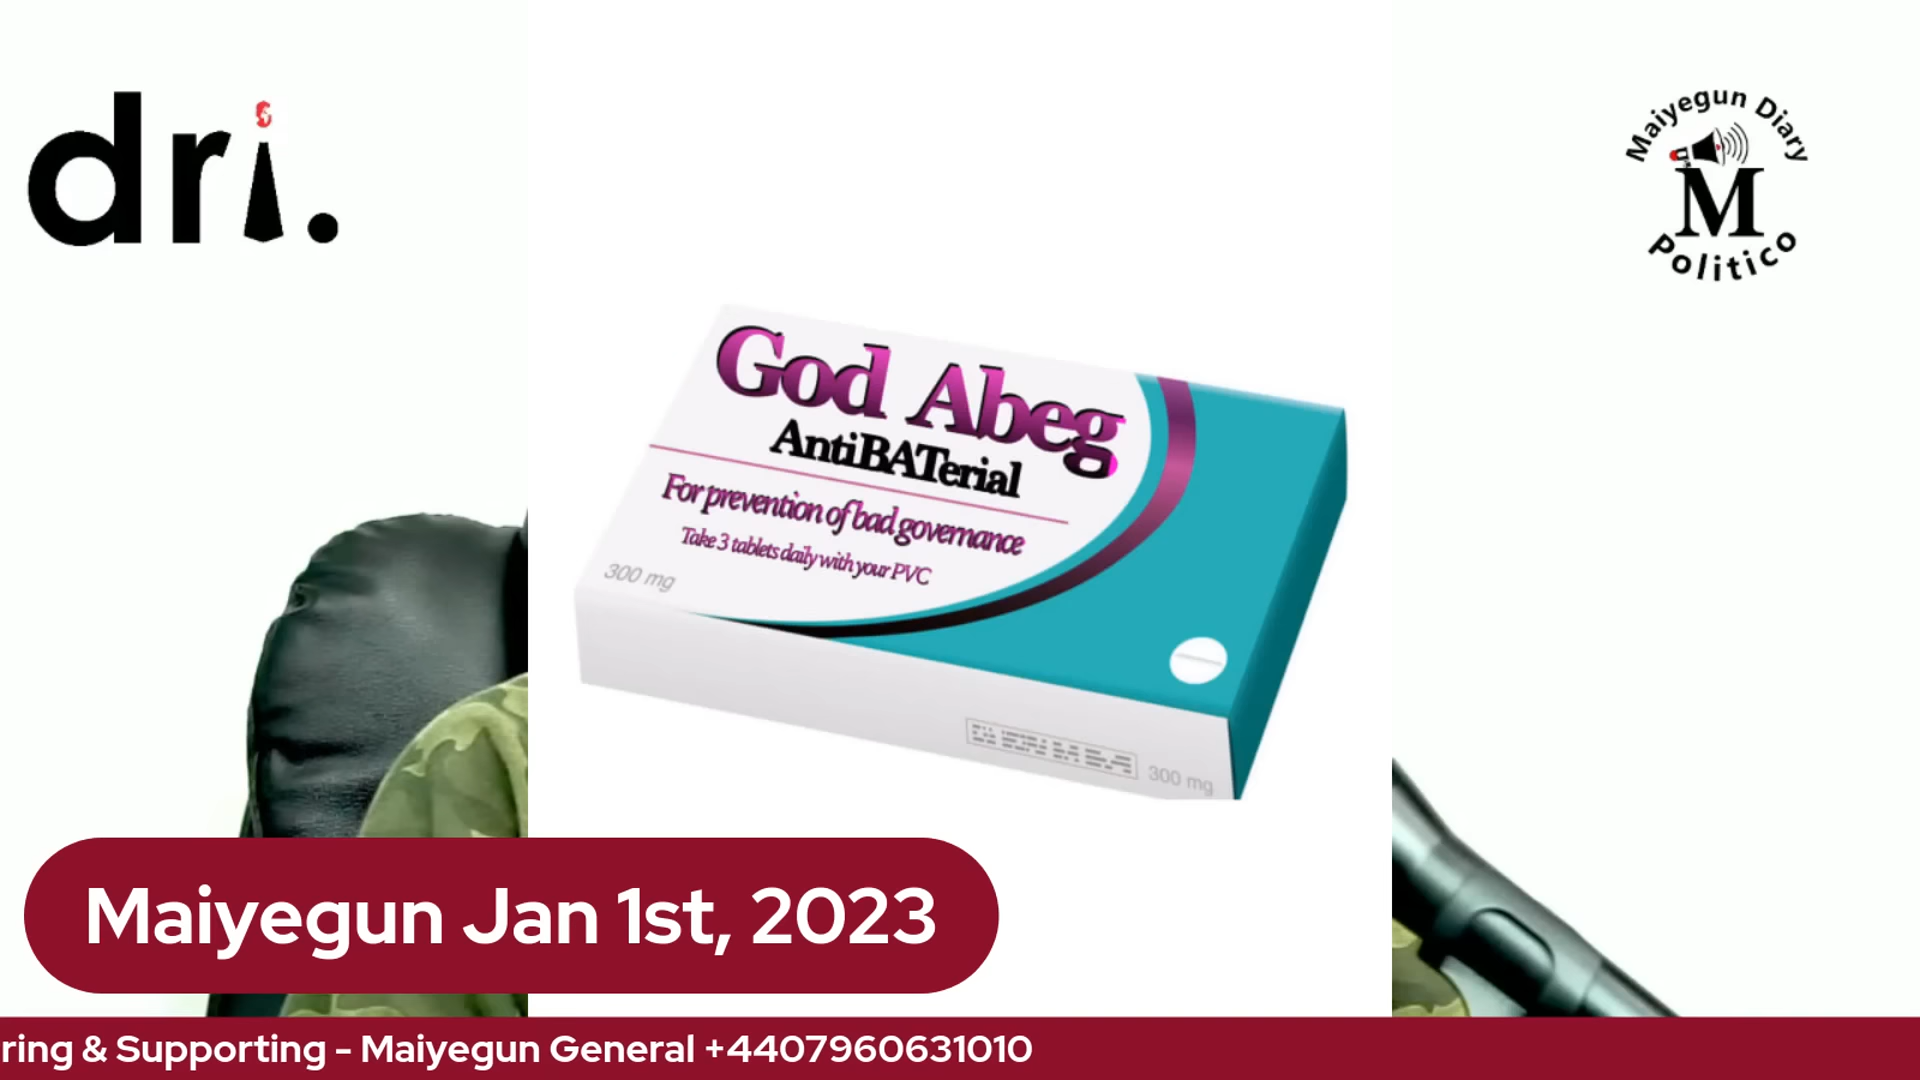 dri.
Maiyegun Diary
M
Politico
God Abeg
AntiBATerial
For prevention of bad governance
Take 3 tablets daily with your PVC
300 mg
300 mg
Maiyegun Jan 1st, 2023
ring & Supporting - Maiyegun General +4407960631010